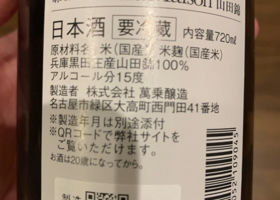 山田錦
日本酒 要冷蔵 内容量720ml
原材料名 米(国産)、米麹(国産米)
兵庫黒田庄産山田錦100%
アルコール分15度
製造者 株式会社 萬乗醸造
名古屋市緑区大高町西門田41番地
※製造年月は別途添付
※QRコードで弊社サイトを
ご覧いただけます。
お酒は20歳になってから。
製造
052109045